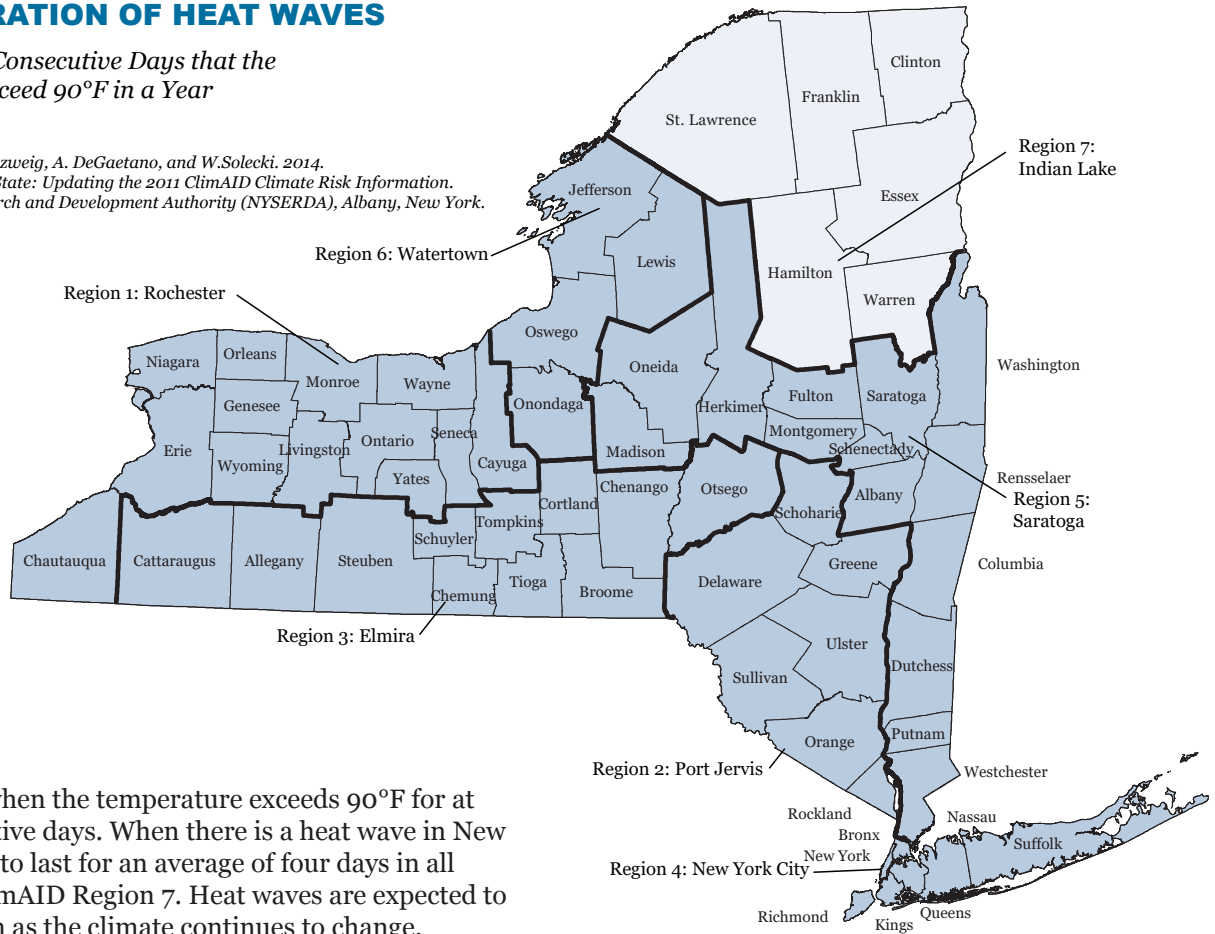 RATION OF HEAT WAVES
Consecutive Days that the
ceed 90°F in a Year
zweig, A. DeGaetano, and W.Solecki. 2014.
State: Updating the 2011 ClimAID Climate Risk Information.
rch and Development Authority (NYSERDA), Albany, New York.
Clinton
Franklin
St. Lawrence
Region 7:
Indian Lake
Jefferson
Essex
Region 6: Watertown
Lewis
Hamilton
Region 1: Rochester
Warren
Oswego
Niagara
Orleans
Monroe
Wayne
Oneida
Washington
Genesee
Onondaga
Herkimer
Fulton
Saratoga
Erie
Wyoming
Livingston
Ontario
Seneca
Yates
Cayuga
Madison
Montgomery
Schenectady
Rensselaer
Region 5:
Saratoga
Chenango
Otsego
Albany
Cortland
Tompkins
Schoharie
Schuyler
Chautauqua
Cattaraugus
Allegany
Steuben
Chemung
Tioga
Broome
Delaware
Greene
Columbia
Region 3: Elmira
Ulster
Sullivan
Dutchess
Orange
Putnam
Region 2: Port Jervis
Westchester
Rockland
Bronx
New York
Nassau
Suffolk
Region 4: New York City
Richmond
Kings
Queens
when the temperature exceeds 90°F for at
tive days. When there is a heat wave in New
to last for an average of four days in all
mAID Region 7. Heat waves are expected to
n as the climate continues to change.